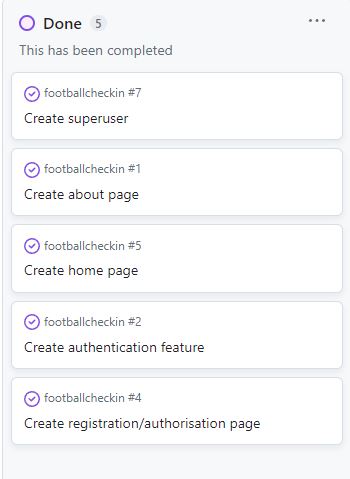 Done 5
This has been completed
footballcheckin #7
Create superuser
footballcheckin #1
Create about page
footballcheckin #5
Create home page
footballcheckin #2
Create authentication feature
footballcheckin #4
Create registration/authorisation page